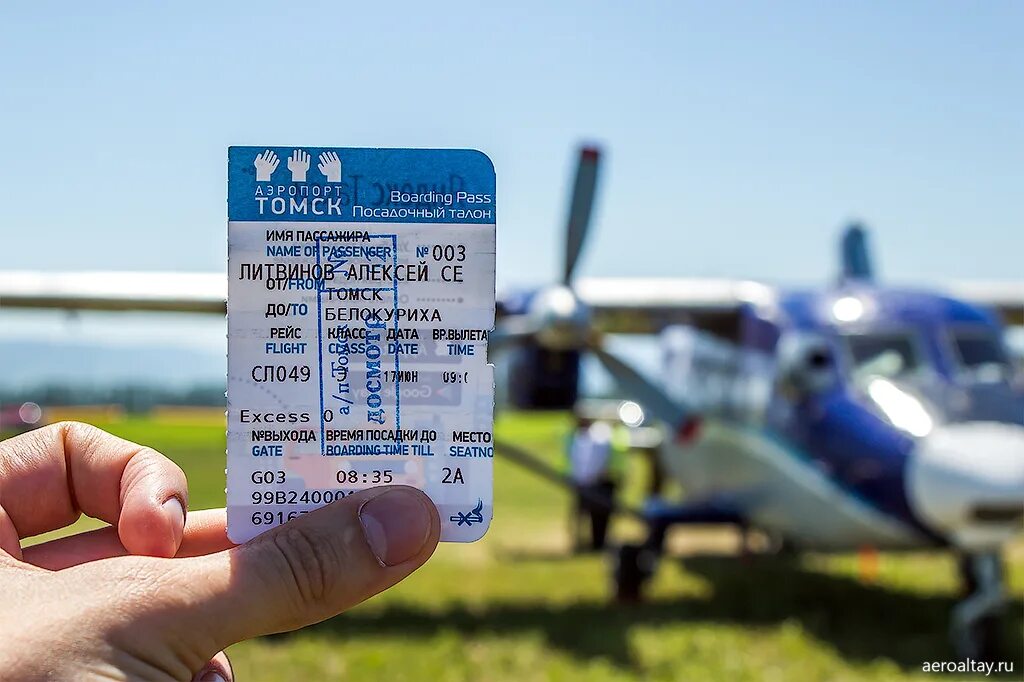 АЭРОПОРТ
ТОМСК
Boarding Pass
Посадочный талон
ИМЯ ПАССАЖИРА
NAME OF PASSENGER № 003
ЛИТВИНОВ АЛЕКСЕЙ СЕ
ОТ/FROM
ТОМСК
ДО/TO БЕЛОКУРИХА
РЕЙС КЛАСС ДАТА ВР.ВЫЛЕТА
FLIGHT CLASS DATE TIME
СЛ049 Э 17ИЮН
Excess 0
№ВЫХОДА ВРЕМЯ ПОСАДКИ ДО МЕСТО
GATE BOARDING TIME TILL SEATNO
G03 08:35 2A
а/п Томск
досмотр
aeroaltay.ru